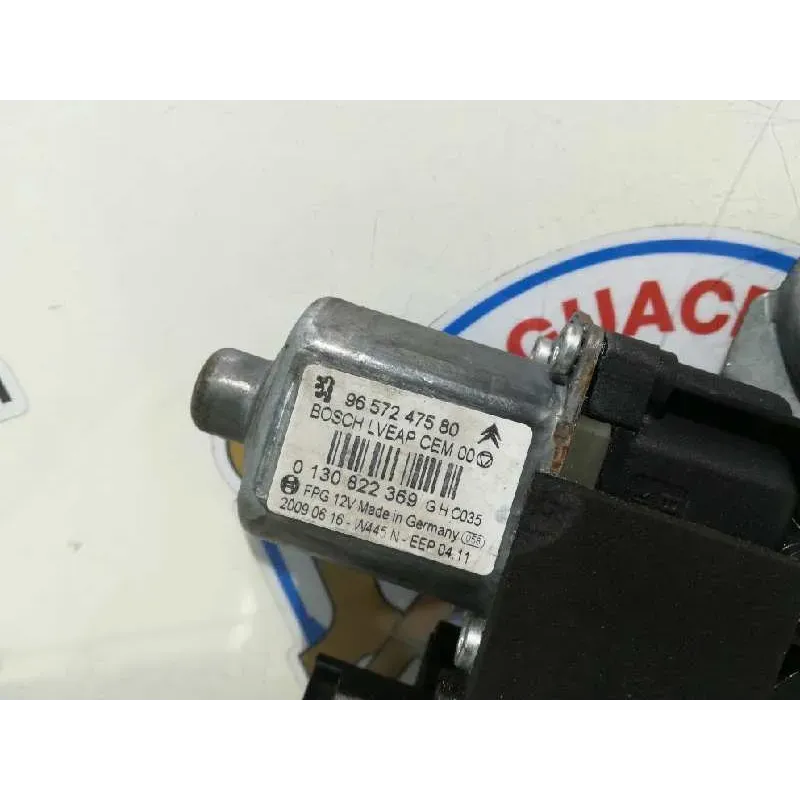 GUAC
96 572 475 80
BOSCH LVEAP CEM 00
0 130 822 369 G H C035
FPG 12V Made in Germany 058
2009 06 16 - W445 N - EEP 04.11